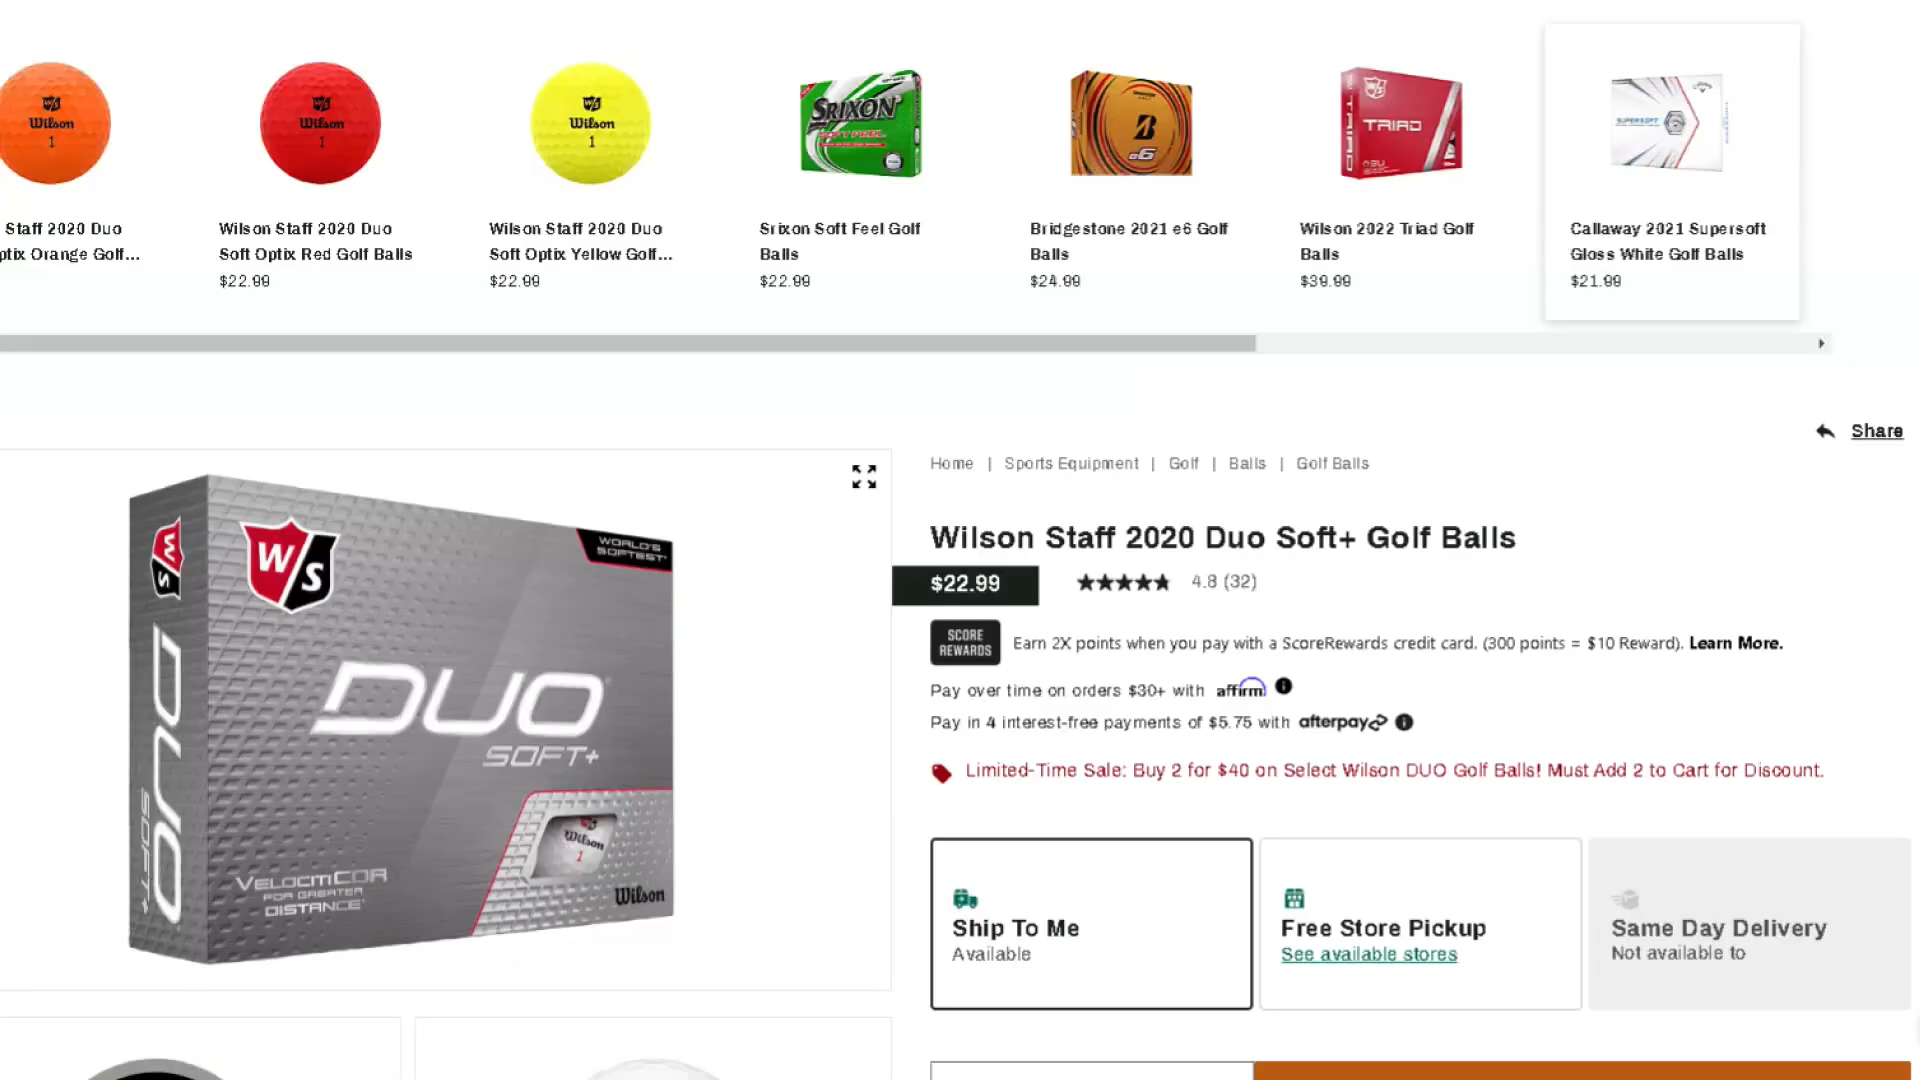 W/S
Wilson
1
W/S
Wilson
1
W/S
Wilson
1
SRIXON
SOFT FEEL
B
e6
TRIAD
TRIAD
SUPERSOFT
Staff 2020 Duo
ptix Orange Golf...
Wilson Staff 2020 Duo
Soft Optix Red Golf Balls
$22.99
Wilson Staff 2020 Duo
Soft Optix Yellow Golf...
$22.99
Srixon Soft Feel Golf
Balls
$22.99
Bridgestone 2021 e6 Golf
Balls
$24.99
Wilson 2022 Triad Golf
Balls
$39.99
Callaway 2021 Supersoft
Gloss White Golf Balls
$21.99
Share
Home | Sports Equipment | Golf | Balls | Golf Balls
W/S
DUO
SOFT+
W/S
WORLD'S
SOFTEST
DUO
SOFT+
Wilson
1
VELOCITICOR
FOR GREATER
DISTANCE
Wilson
Wilson Staff 2020 Duo Soft+ Golf Balls
$22.99
4.8 (32)
SCORE
REWARDS
Earn 2X points when you pay with a ScoreRewards credit card. (300 points = $10 Reward). Learn More.
Pay over time on orders $30+ with affirm
Pay in 4 interest-free payments of $5.75 with afterpay
Limited-Time Sale: Buy 2 for $40 on Select Wilson DUO Golf Balls! Must Add 2 to Cart for Discount.
Ship To Me
Available
Free Store Pickup
See available stores
Same Day Delivery
Not available to